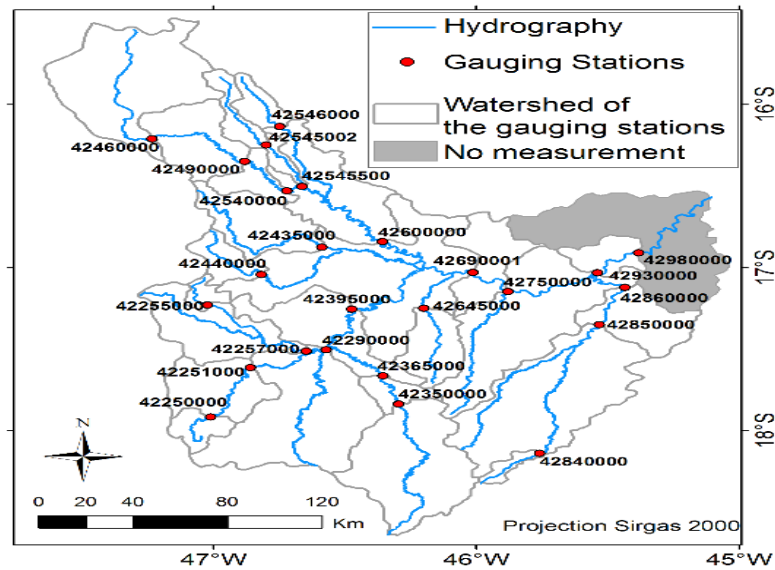 Hydrography
Gauging Stations
Watershed of
the gauging stations
No measurement
16°S
42546000
42545002
42460000
42490000
42545500
42540000
42435000
42600000
42980000
17°S
42440000
42690001
42930000
42750000
42860000
42255000
42395000
42645000
42850000
42290000
42257000
42251000
42365000
42350000
42250000
18°S
N
42840000
0 20 40 80 120
Km
Projection Sirgas 2000
47°W 46°W 45°W